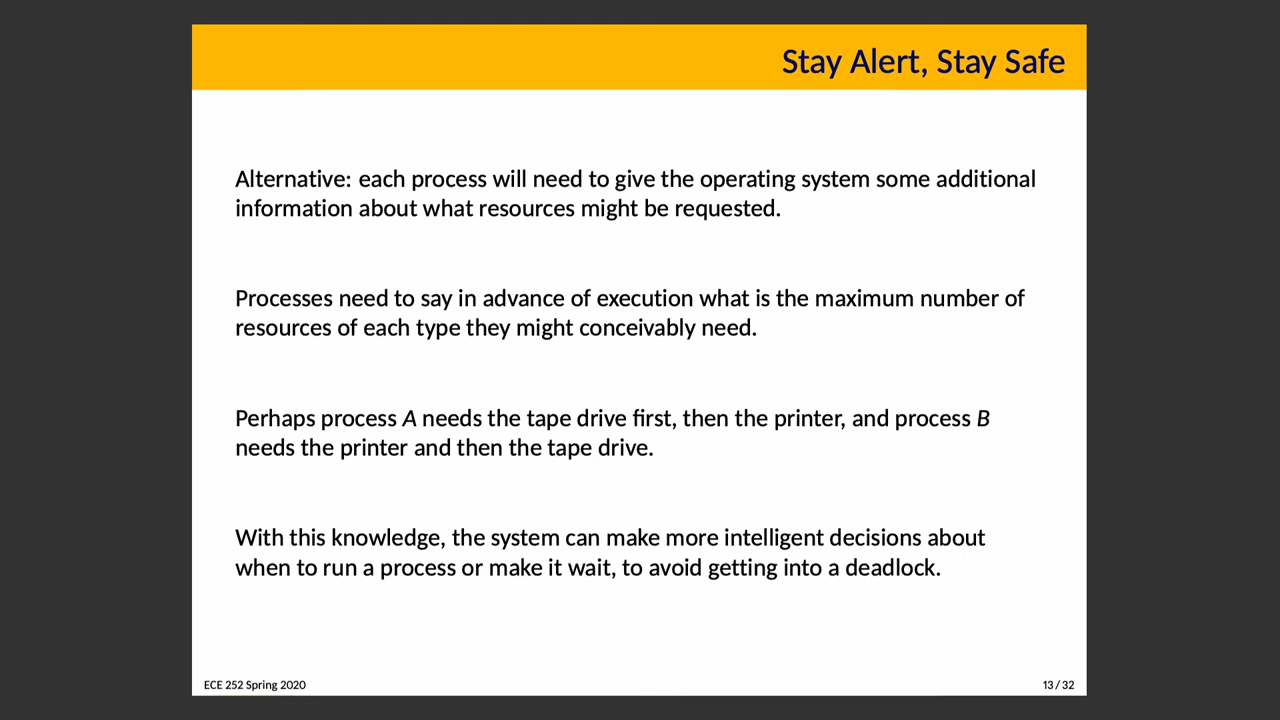 Stay Alert, Stay Safe
Alternative: each process will need to give the operating system some additional
information about what resources might be requested.
Processes need to say in advance of execution what is the maximum number of
resources of each type they might conceivably need.
Perhaps process A needs the tape drive first, then the printer, and process B
needs the printer and then the tape drive.
With this knowledge, the system can make more intelligent decisions about
when to run a process or make it wait, to avoid getting into a deadlock.
ECE 252 Spring 2020
13 / 32